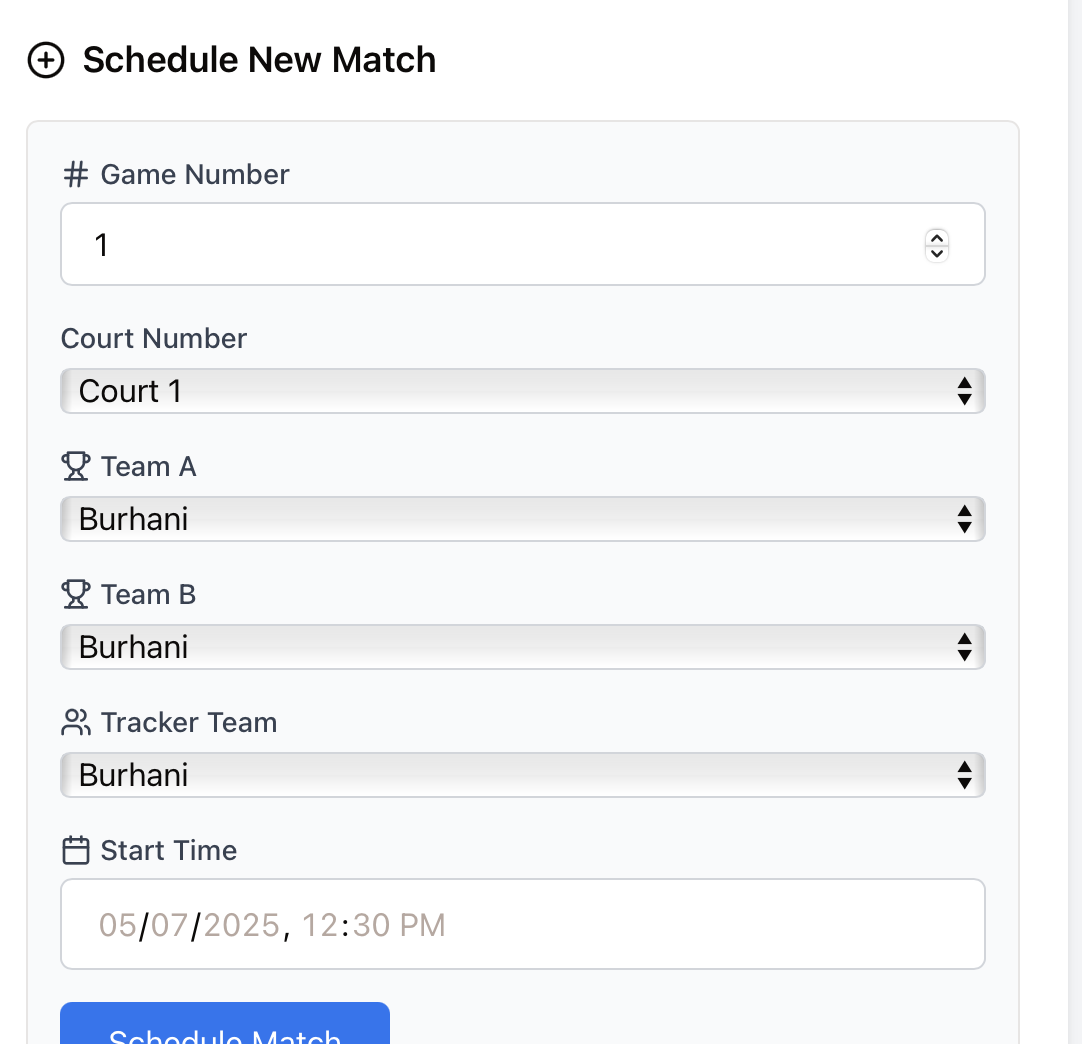 Schedule New Match
# Game Number
1
Court Number
Court 1
Team A
Burhani
Team B
Burhani
Tracker Team
Burhani
Start Time
05/07/2025, 12:30 PM
Schedule Match